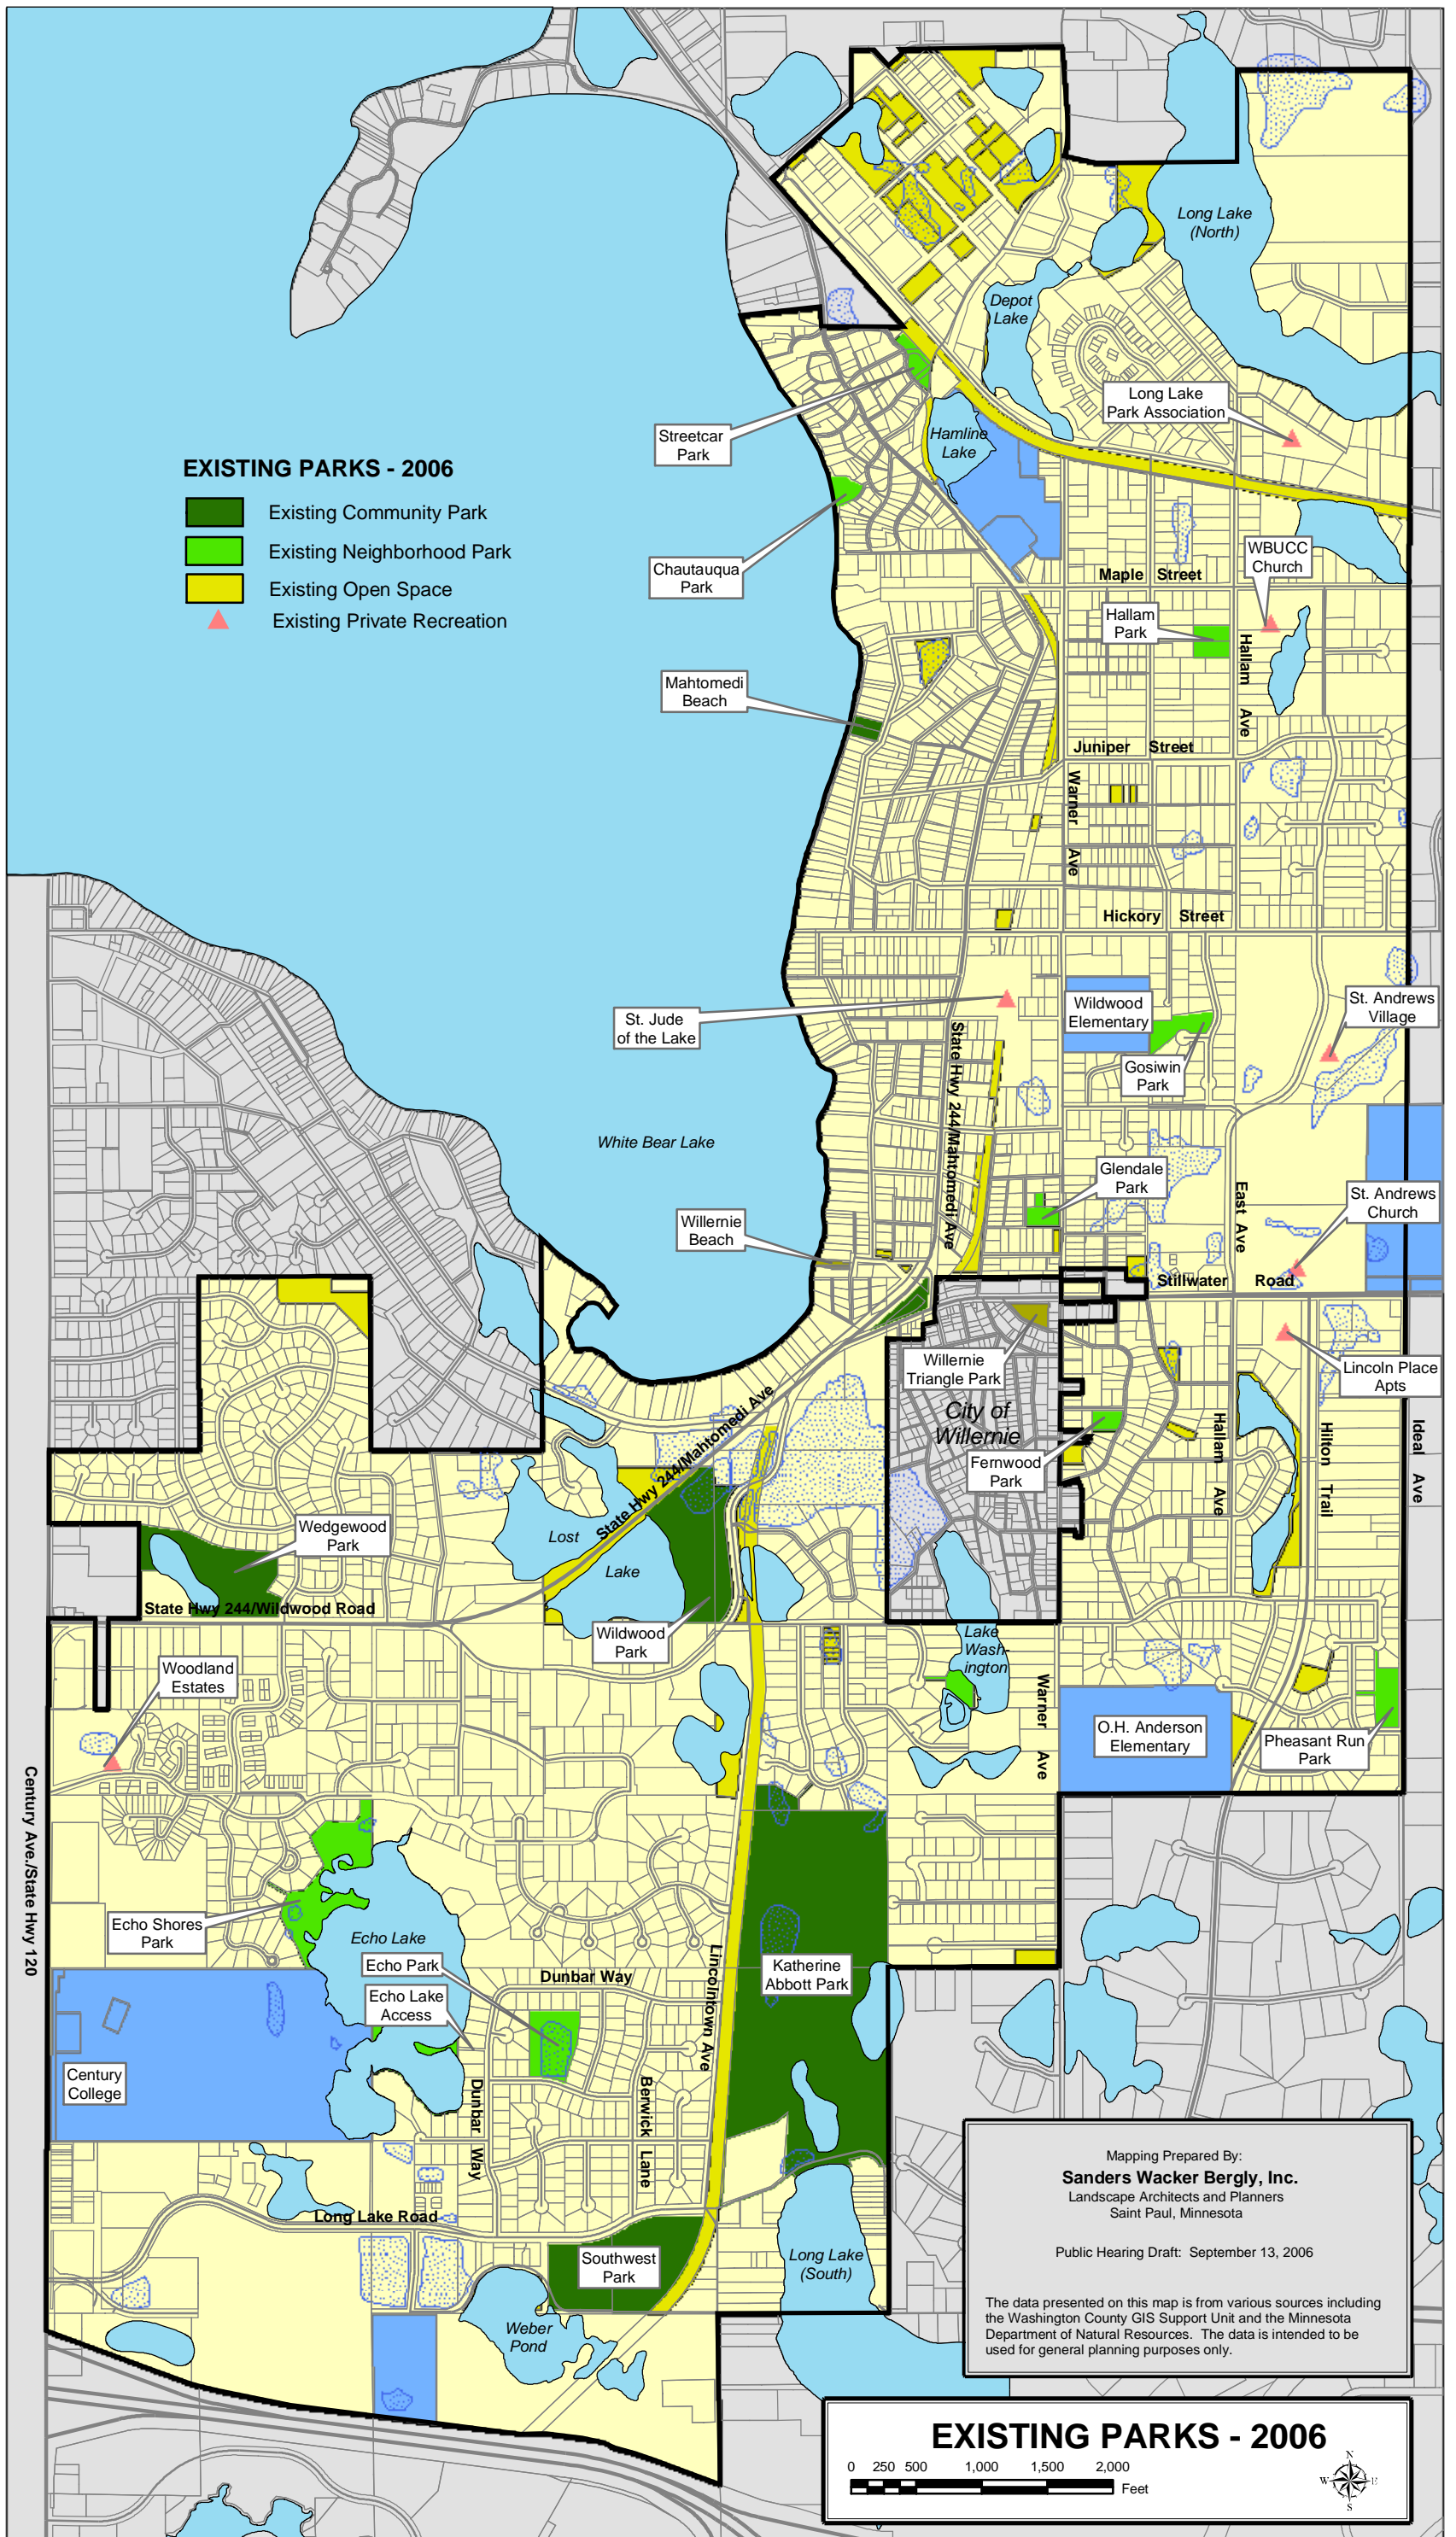 Long Lake
(North)
Depot
Lake
Long Lake
Park Association
Streetcar
Park
Hamline
Lake
EXISTING PARKS - 2006
Existing Community Park
Existing Neighborhood Park
Existing Open Space
Existing Private Recreation
Chautauqua
Park
WBUCC
Church
Maple Street
Hallam
Park
Hallam Ave
Mahtomedi
Beach
Juniper Street
Warner Ave
Hickory Street
Wildwood
Elementary
St. Andrews
Village
St. Jude
of the Lake
State Hwy 244/Mahtomedi Ave
Gosiwin
Park
White Bear Lake
Glendale
Park
East Ave
St. Andrews
Church
Willernie
Beach
Stillwater Road
Willernie
Triangle Park
Lincoln Place
Apts
City of
Willernie
State Hwy 244/Mahtomedi Ave
Fernwood
Park
Hallam Ave
Hilton Trail
Ideal Ave
Wedgewood
Park
Lost
Lake
State Hwy 244/Wildwood Road
Wildwood
Park
Lake
Wash-
ington
Woodland
Estates
Warner Ave
O.H. Anderson
Elementary
Pheasant Run
Park
Century Ave./State Hwy 120
Echo Shores
Park
Echo Lake
Echo Park
Dunbar Way
Lincolntown Ave
Katherine
Abbott Park
Echo Lake
Access
Century
College
Dunbar Way
Berwick Lane
Long Lake Road
Southwest
Park
Long Lake
(South)
Weber
Pond
Mapping Prepared By:
Sanders Wacker Bergly, Inc.
Landscape Architects and Planners
Saint Paul, Minnesota
Public Hearing Draft: September 13, 2006
The data presented on this map is from various sources including
the Washington County GIS Support Unit and the Minnesota
Department of Natural Resources. The data is intended to be
used for general planning purposes only.
EXISTING PARKS - 2006
0 250 500 1,000 1,500 2,000
Feet
N
W E
S